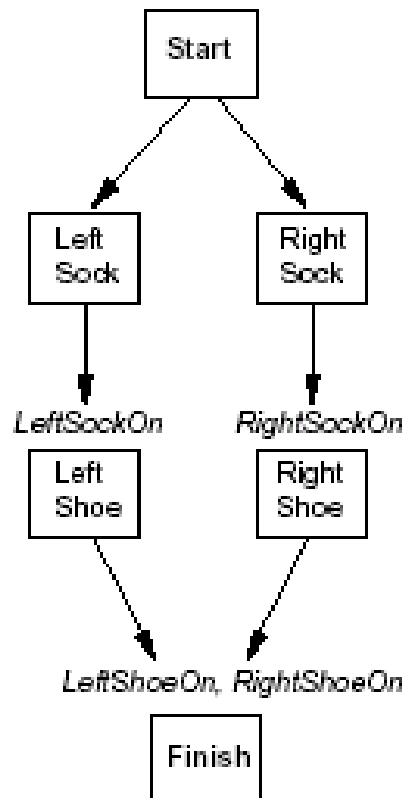 Start
Left
Sock
Right
Sock
LeftSockOn
RightSockOn
Left
Shoe
Right
Shoe
LeftShoeOn, RightShoeOn
Finish